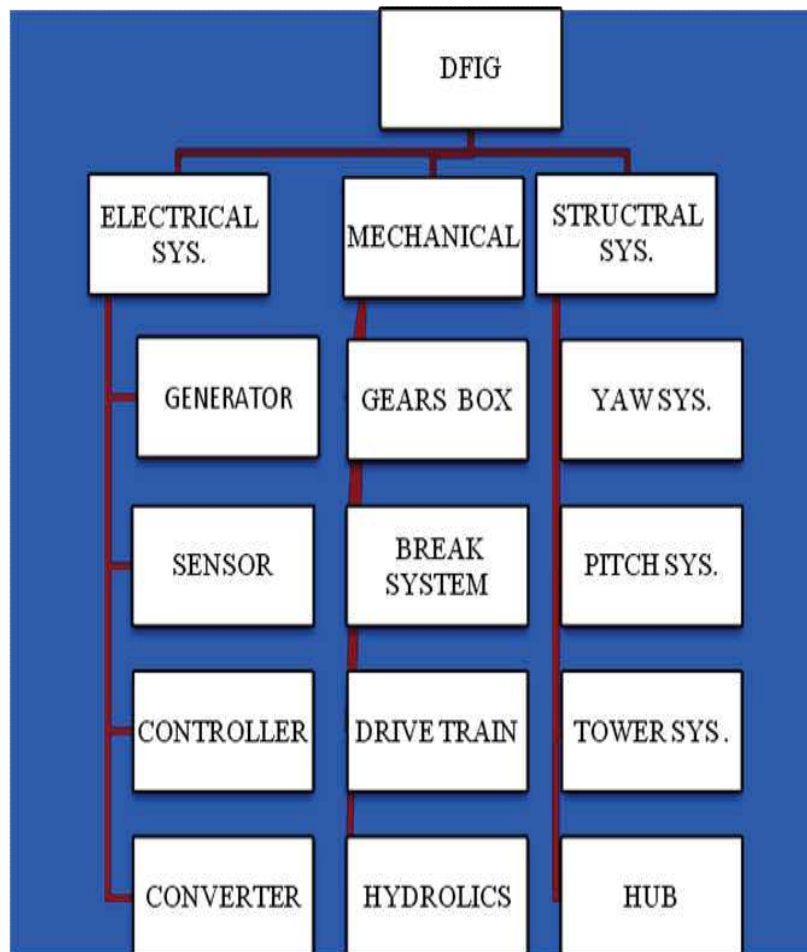 DFIG
ELECTRICAL
SYS.
MECHANICAL
STRUCTRAL
SYS.
GENERATOR
GEARS BOX
YAW SYS.
SENSOR
BREAK
SYSTEM
PITCH SYS.
CONTROLLER
DRIVE TRAIN
TOWER SYS.
CONVERTER
HYDROLICS
HUB